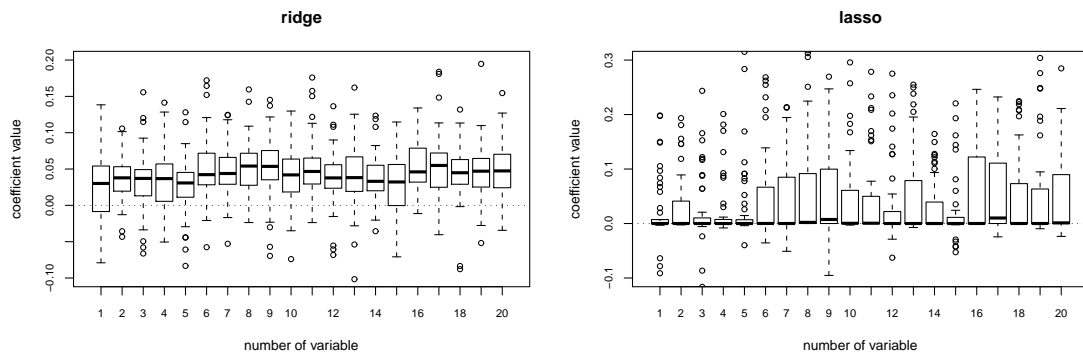 ridge
coefficient value
0.20
0.15
0.10
0.05
0.00
−0.10
1 2 3 4 5 6 7 8 9 10 12 14 16 18 20
number of variable
lasso
coefficient value
0.3
0.2
0.1
0.0
−0.1
1 2 3 4 5 6 7 8 9 10 12 14 16 18 20
number of variable